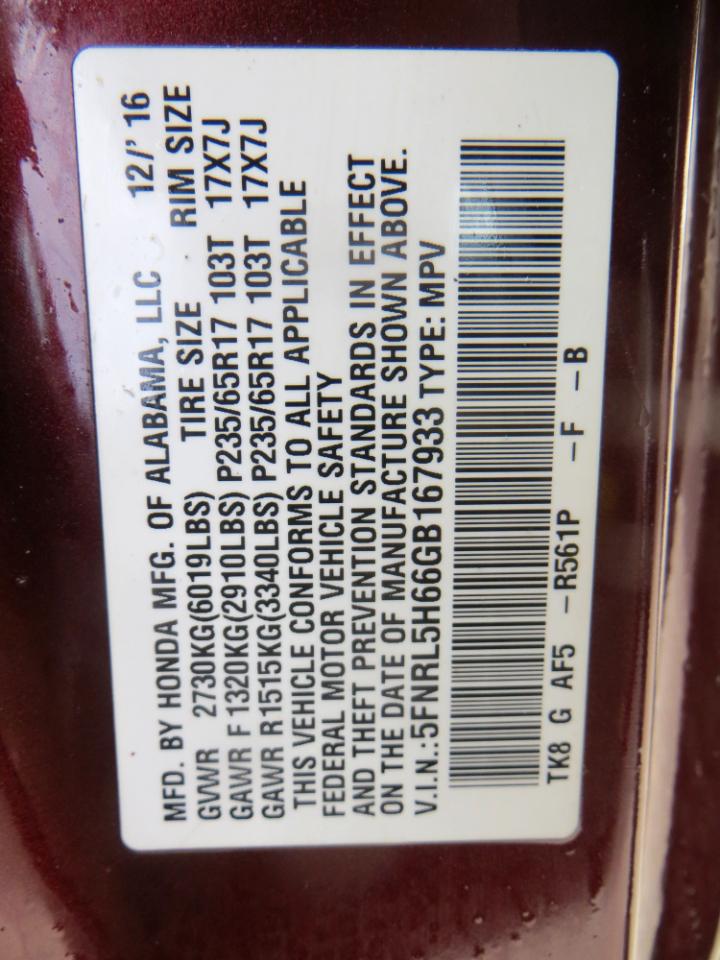 MFD. BY HONDA MFG. OF ALABAMA, LLC 12/' 16
GVWR 2730KG(6019LBS) TIRE SIZE RIM SIZE
GAWR F 1320KG(2910LBS) P235/65R17 103T 17X7J
GAWR R1515KG(3340LBS) P235/65R17 103T 17X7J
THIS VEHICLE CONFORMS TO ALL APPLICABLE
FEDERAL MOTOR VEHICLE SAFETY
AND THEFT PREVENTION STANDARDS IN EFFECT
ON THE DATE OF MANUFACTURE SHOWN ABOVE.
V.I.N.:5FNRL5H66GB167933 TYPE: MPV
TK8 G AF5 -R561P -F -B